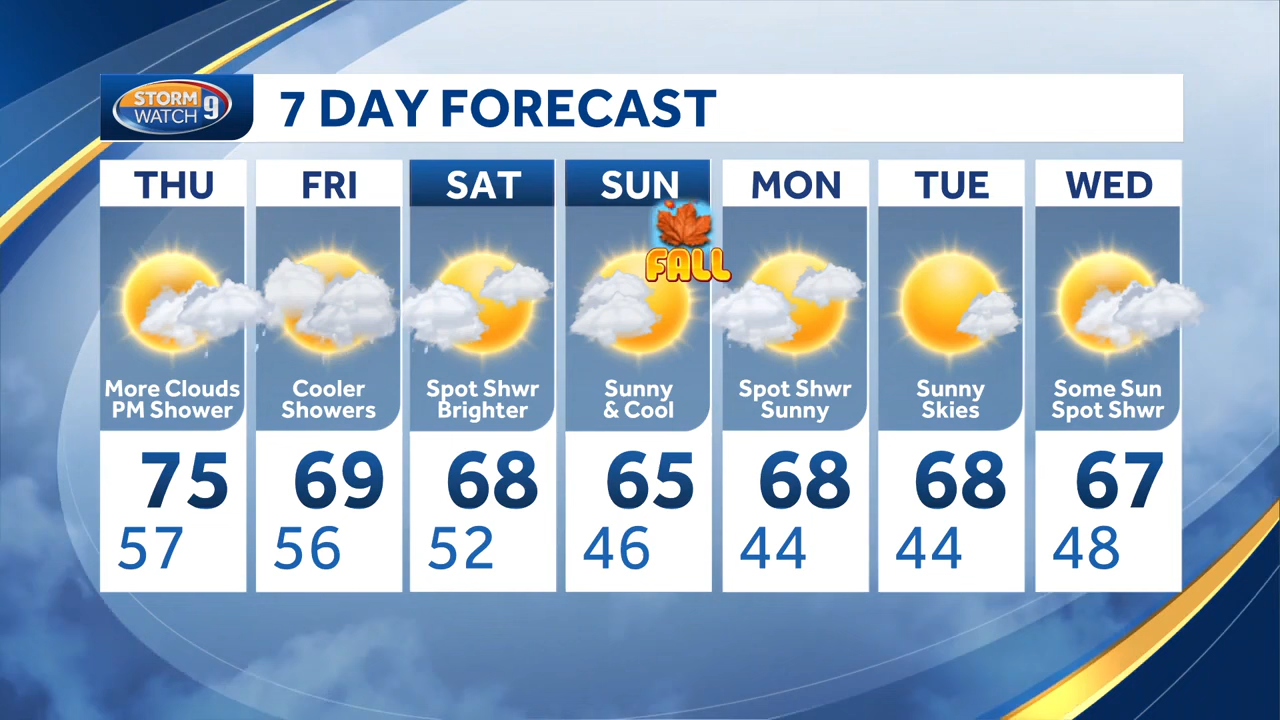 STORM
WATCH 9
7 DAY FORECAST
THU FRI SAT SUN MON TUE WED
FALL
More Clouds
PM Shower
Cooler
Showers
Spot Shwr
Brighter
Sunny
& Cool
Spot Shwr
Sunny
Sunny
Skies
Some Sun
Spot Shwr
75 69 68 65 68 68 67
57 56 52 46 44 44 48